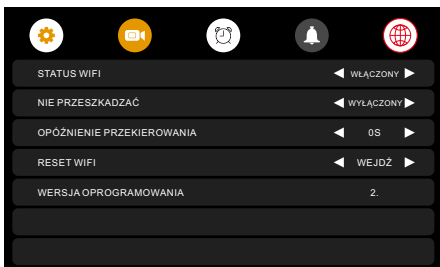 STATUS WIFI WŁĄCZONY
NIE PRZESZKADZAĆ WYŁĄCZONY
OPÓŹNIENIE PRZEKIEROWANIA 0S
RESET WIFI WEJDŹ
WERSJA OPROGRAMOWANIA 2.